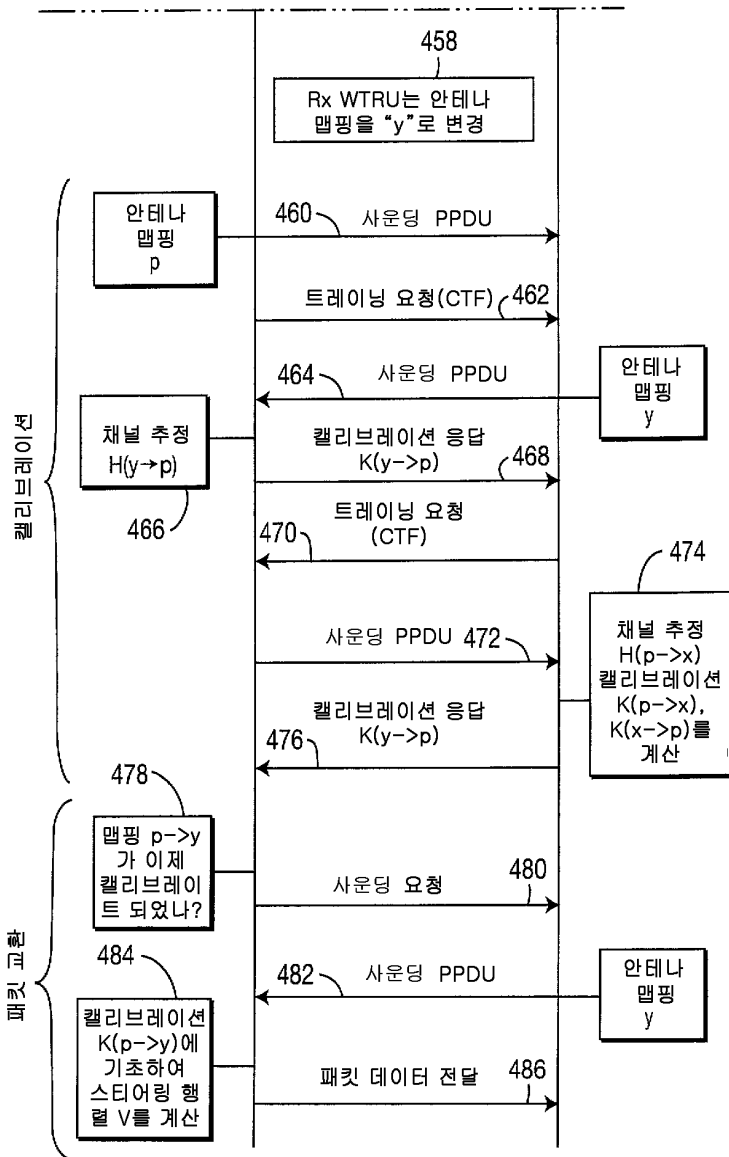 458
Rx WTRU는 안테나
맵핑을 “y”로 변경
안테나
맵핑
p
460
사운딩 PPDU
트레이닝 요청(CTF)
462
464
사운딩 PPDU
안테나
맵핑
y
캘리브레이션
채널 추정
H(y→p)
466
캘리브레이션 응답
K(y->p)
468
트레이닝 요청
(CTF)
470
474
사운딩 PPDU
472
채널 추정
H(p->x)
캘리브레이션
K(p->x),
K(x->p)를
계산
캘리브레이션 응답
K(y->p)
476
478
맵핑 p->y
가 이제
캘리브레이
트 되었나?
사운딩 요청
480
패킷 교환
482
사운딩 PPDU
안테나
맵핑
y
484
캘리브레이션
K(p->y)에
기초하여
스티어링 행
렬 V를 계산
패킷 데이터 전달
486